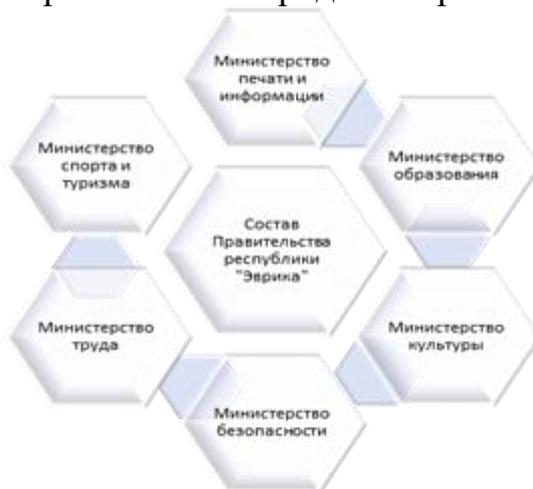 Министерство
печати и
информации
Министерство
образования
Министерство
культуры
Министерство
безопасности
Министерство
труда
Министерство
спорта и
туризма
Состав
Правительства
республики
"Эврика"